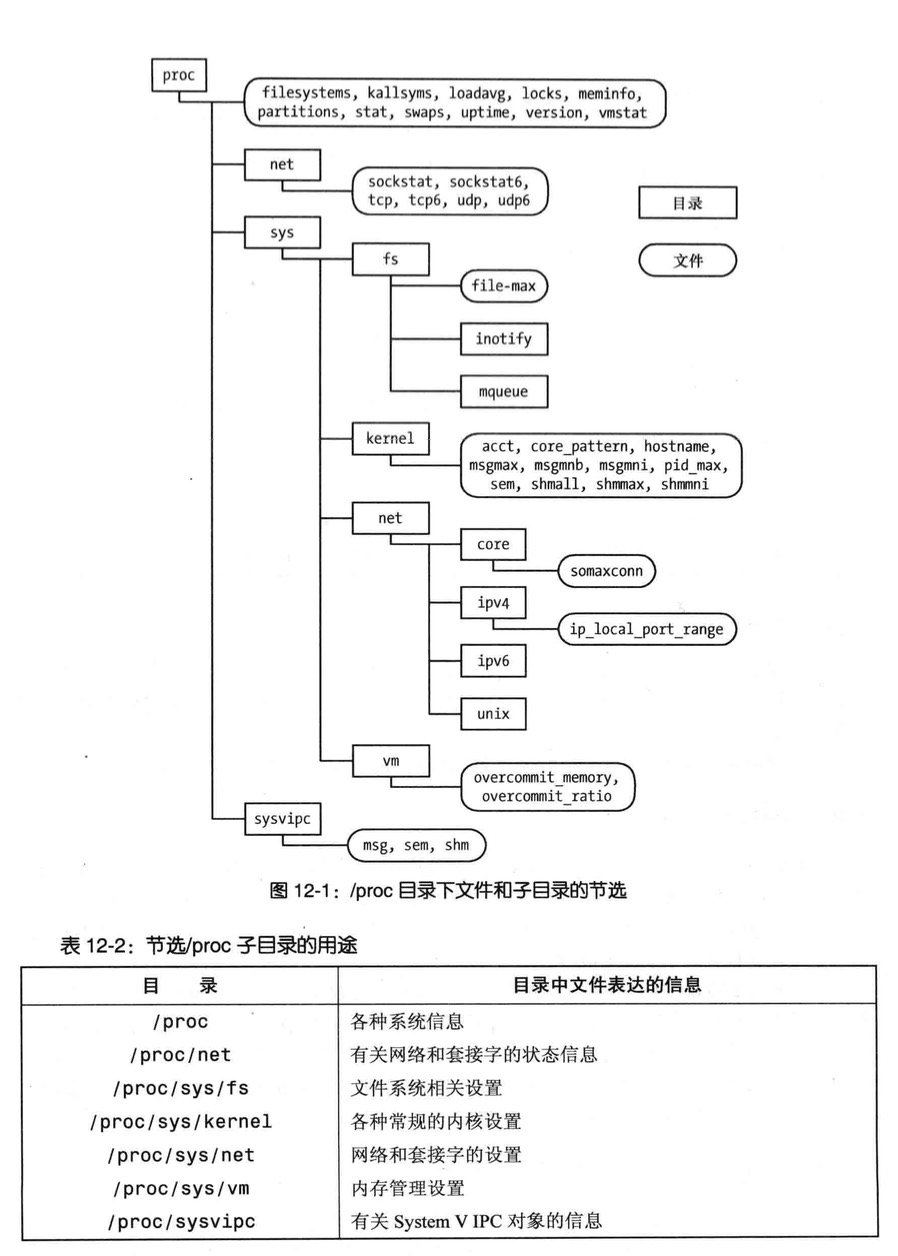 proc
filesystems, kallsyms, loadavg, locks, meminfo,
partitions, stat, swaps, uptime, version, vmstat
net
sockstat, sockstat6,
tcp, tcp6, udp, udp6
目录
sys
fs
文件
file-max
inotify
mqueue
kernel
acct, core_pattern, hostname,
msgmax, msgmnb, msgmni, pid_max,
sem, shmall, shmmax, shmmni
net
core
somaxconn
ipv4
ip_local_port_range
ipv6
unix
vm
overcommit_memory,
overcommit_ratio
sysvipc
msg, sem, shm
图 12-1：/proc 目录下文件和子目录的节选
表 12-2：节选/proc 子目录的用途
目 录 目录中文件表达的信息
/proc 各种系统信息
/proc/net 有关网络和套接字的状态信息
/proc/sys/fs 文件系统相关设置
/proc/sys/kernel 各种常规的内核设置
/proc/sys/net 网络和套接字的设置
/proc/sys/vm 内存管理设置
/proc/sysvipc 有关 System V IPC 对象的信息